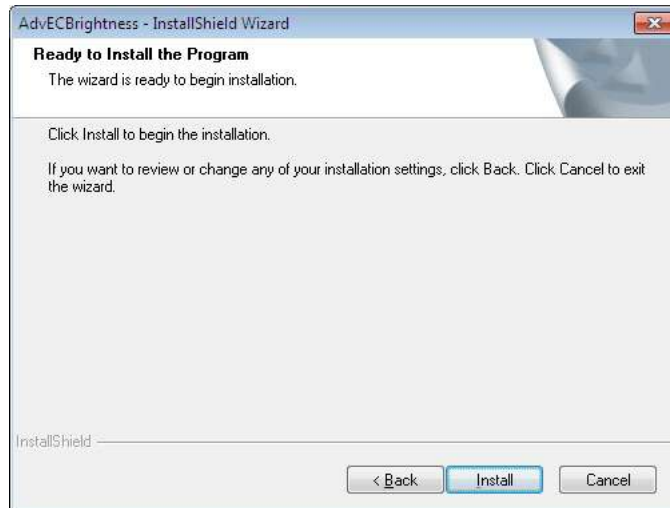 AdvECBrightness - InstallShield Wizard
Ready to Install the Program
The wizard is ready to begin installation.
Click Install to begin the installation.
If you want to review or change any of your installation settings, click Back. Click Cancel to exit
the wizard.
InstallShield
< Back
Install
Cancel